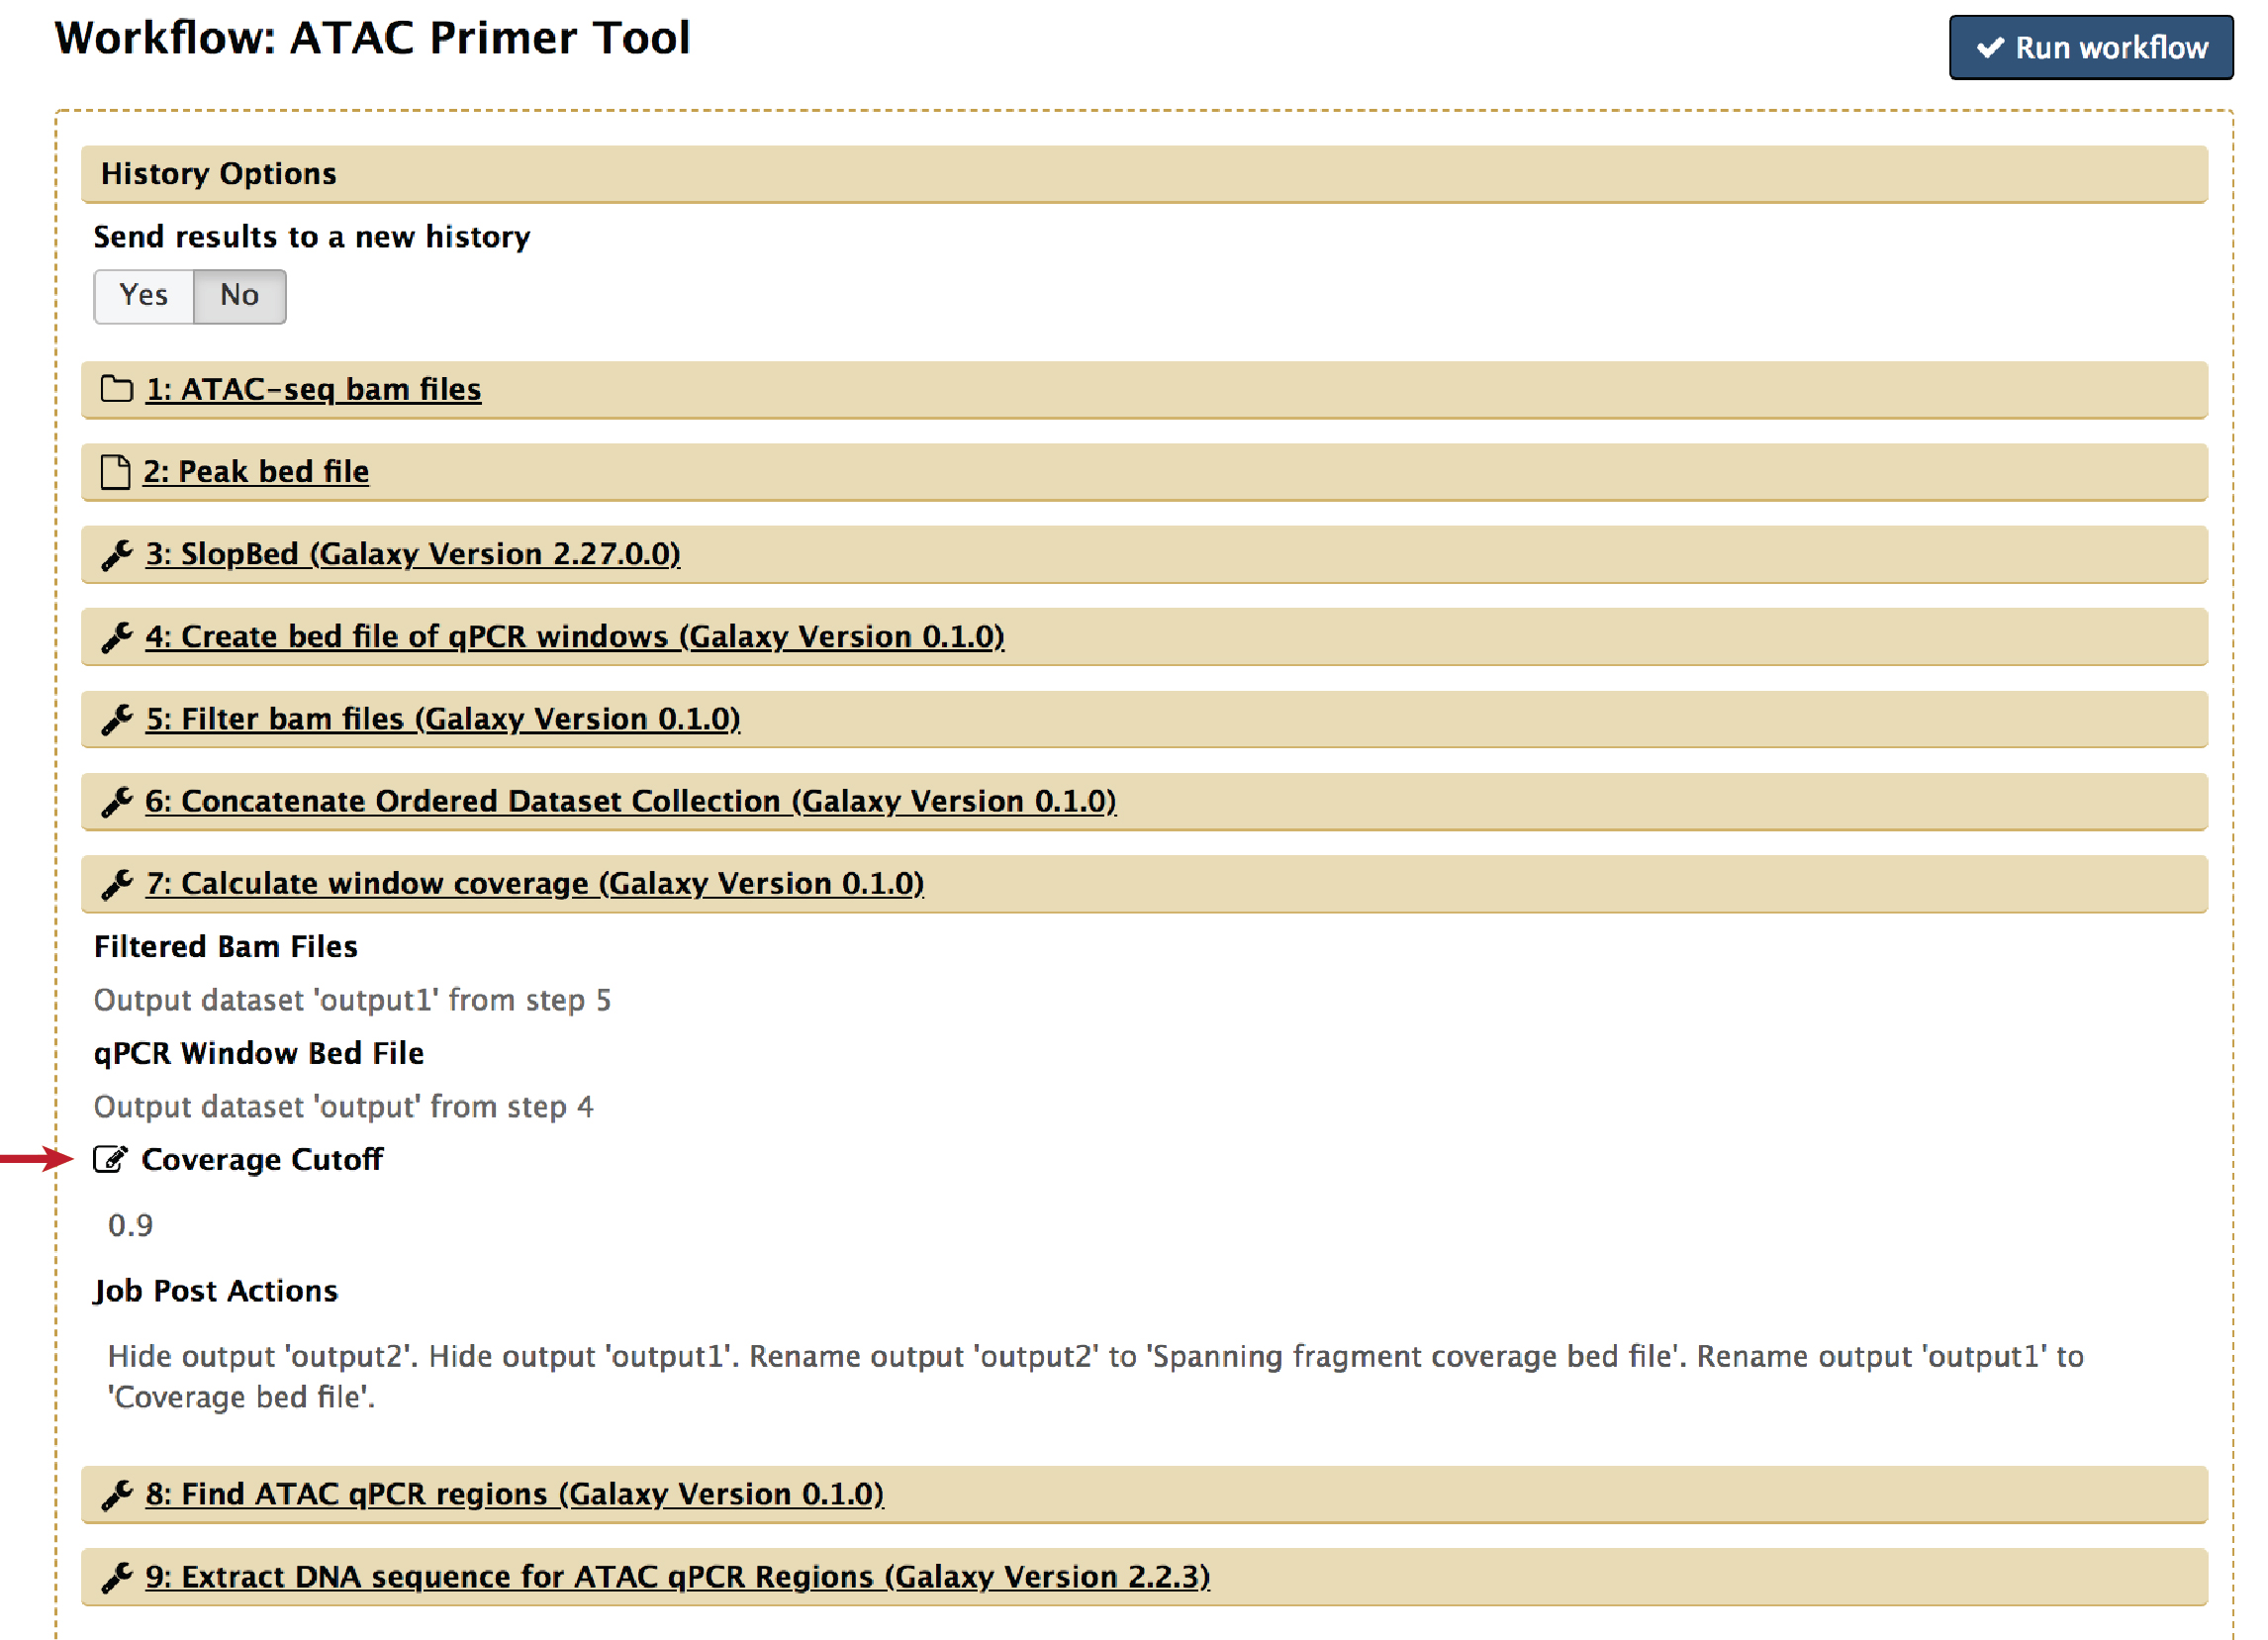 Workflow: ATAC Primer Tool
Run workflow
History Options
Send results to a new history
Yes No
1: ATAC-seq bam files
2: Peak bed file
3: SlopBed (Galaxy Version 2.27.0.0)
4: Create bed file of qPCR windows (Galaxy Version 0.1.0)
5: Filter bam files (Galaxy Version 0.1.0)
6: Concatenate Ordered Dataset Collection (Galaxy Version 0.1.0)
7: Calculate window coverage (Galaxy Version 0.1.0)
Filtered Bam Files
Output dataset 'output1' from step 5
qPCR Window Bed File
Output dataset 'output' from step 4
Coverage Cutoff
0.9
Job Post Actions
Hide output 'output2'. Hide output 'output1'. Rename output 'output2' to 'Spanning fragment coverage bed file'. Rename output 'output1' to
'Coverage bed file'.
8: Find ATAC qPCR regions (Galaxy Version 0.1.0)
9: Extract DNA sequence for ATAC qPCR Regions (Galaxy Version 2.2.3)